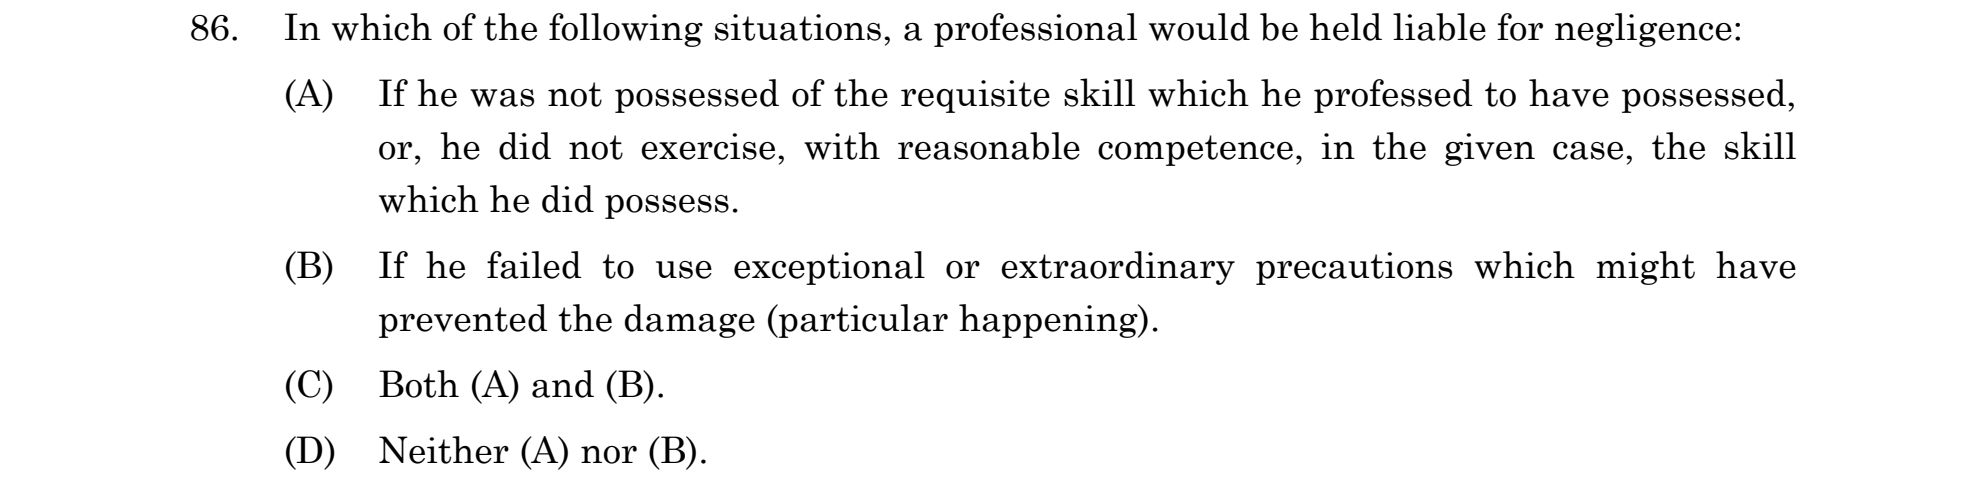 86. In which of the following situations, a professional would be held liable for negligence:
(A) If he was not possessed of the requisite skill which he professed to have possessed,
or, he did not exercise, with reasonable competence, in the given case, the skill
which he did possess.
(B) If he failed to use exceptional or extraordinary precautions which might have
prevented the damage (particular happening).
(C) Both (A) and (B).
(D) Neither (A) nor (B).